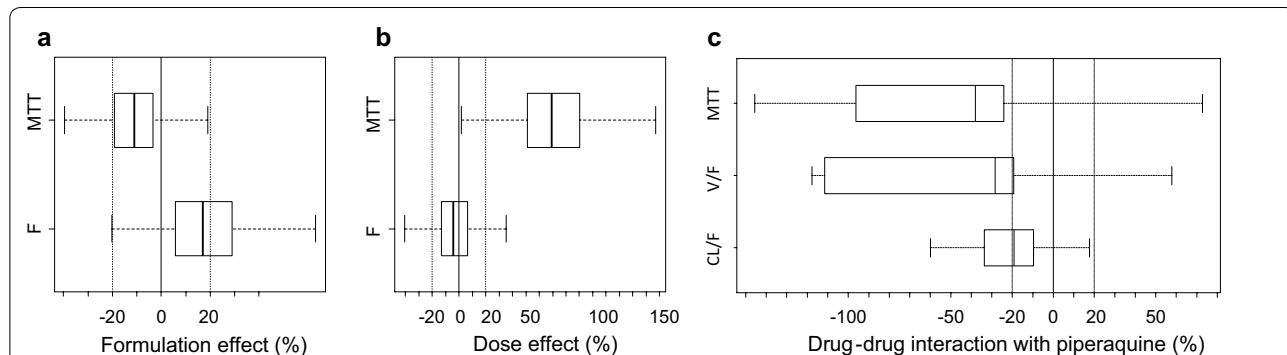 a
MTT
F
-20 0 20
Formulation effect (%)
b
MTT
F
-20 0 20 50 100 150
Dose effect (%)
c
MTT
V/F
CL/F
-100 -50 -20 0 20 50
Drug-drug interaction with piperaquine (%)